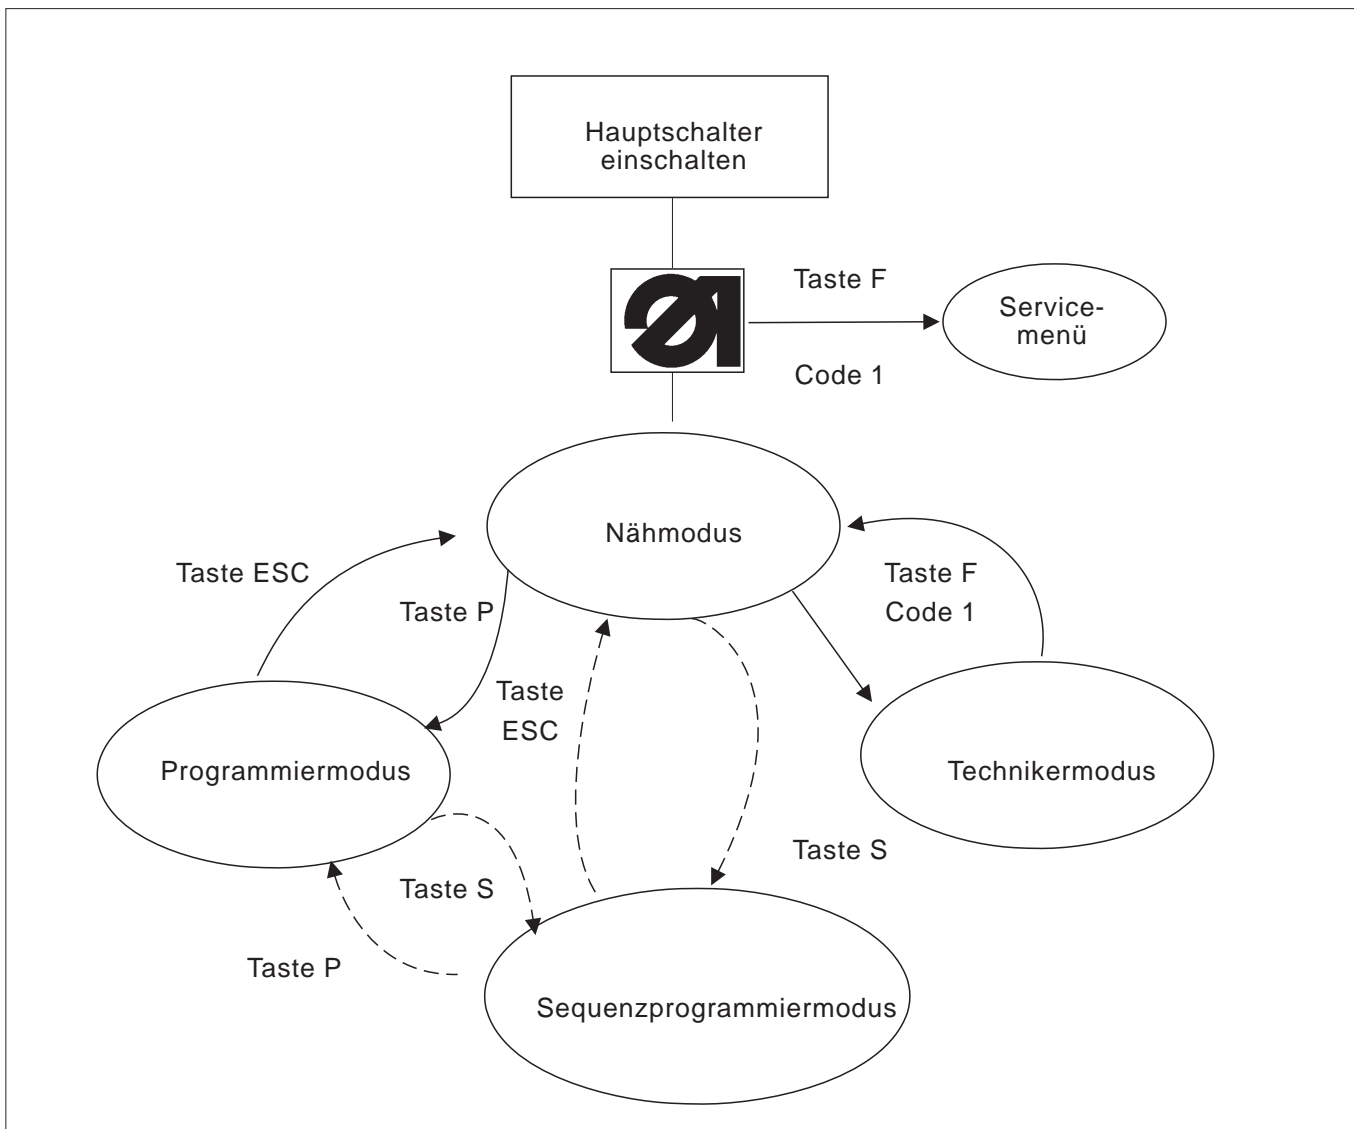 Hauptschalter
einschalten
Taste F
Service-
menü
Code 1
Nähmodus
Taste ESC
Taste F
Code 1
Taste P
Taste
ESC
Programmiermodus
Technikermodus
Taste S
Taste S
Taste P
Sequenzprogrammiermodus